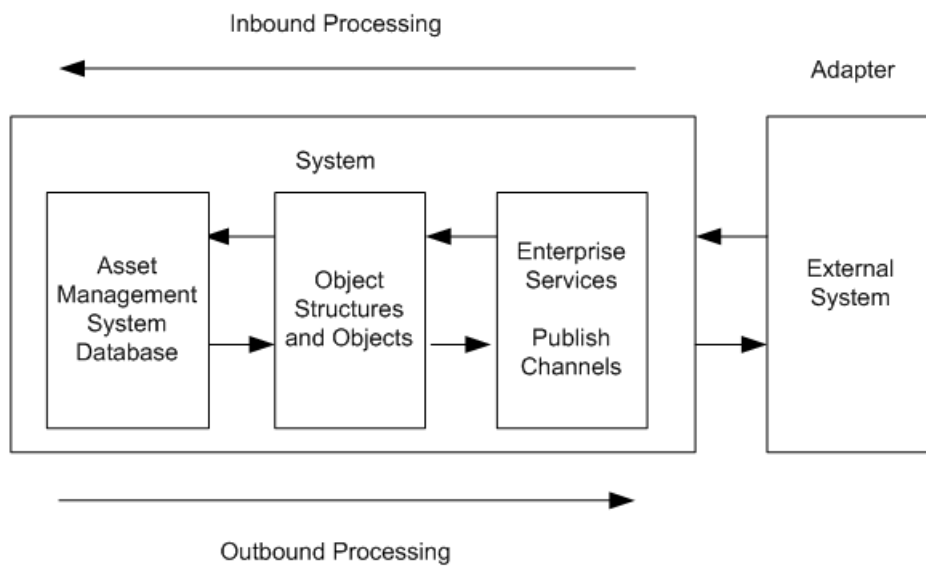 Inbound Processing
Adapter
System
Asset
Management
System
Database
Object
Structures
and Objects
Enterprise
Services
Publish
Channels
External
System
Outbound Processing